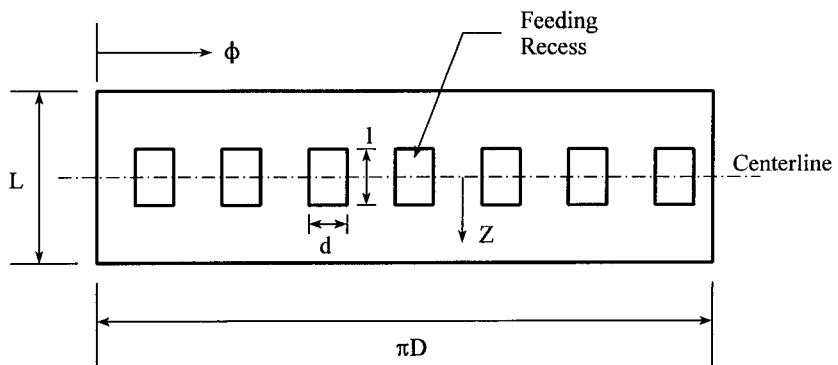 Feeding
Recess
ϕ
L
l
d
Z
Centerline
πD